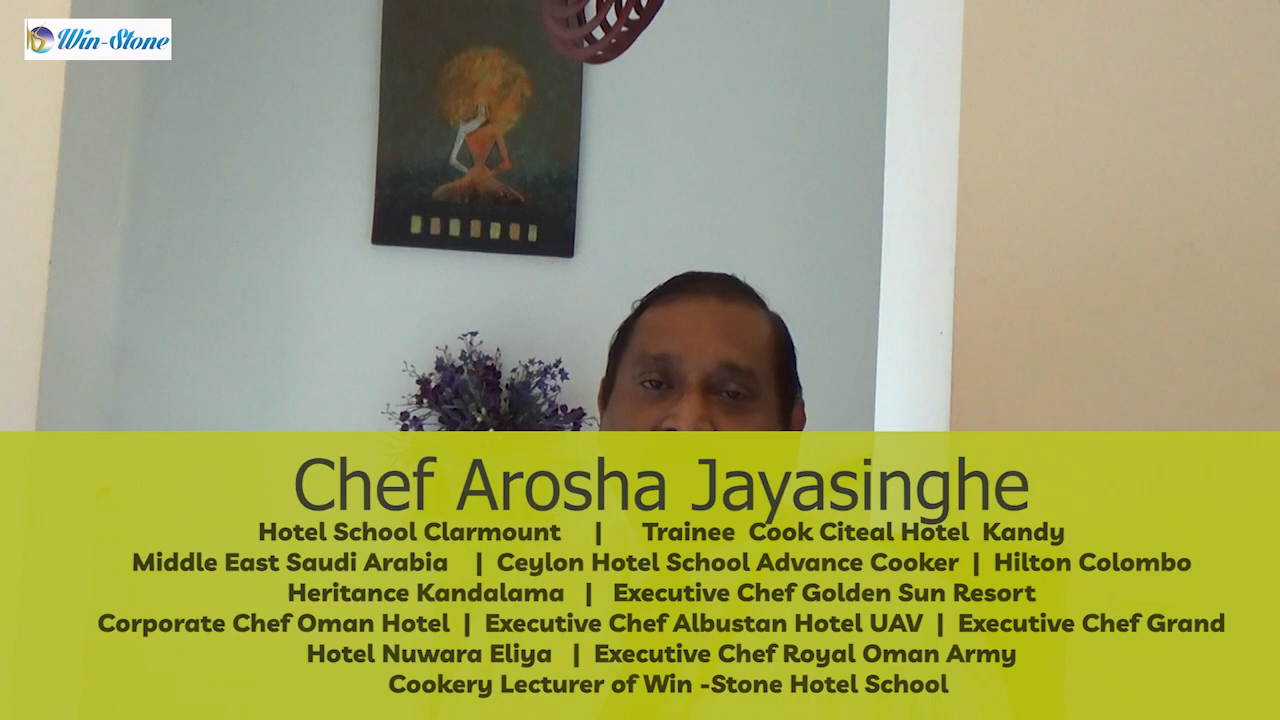 Win-Stone
Chef Arosha Jayasinghe
Hotel School Clarmount | Trainee Cook Citeal Hotel Kandy
Middle East Saudi Arabia | Ceylon Hotel School Advance Cooker | Hilton Colombo
Heritance Kandalama | Executive Chef Golden Sun Resort
Corporate Chef Oman Hotel | Executive Chef Albustan Hotel UAV | Executive Chef Grand
Hotel Nuwara Eliya | Executive Chef Royal Oman Army
Cookery Lecturer of Win -Stone Hotel School